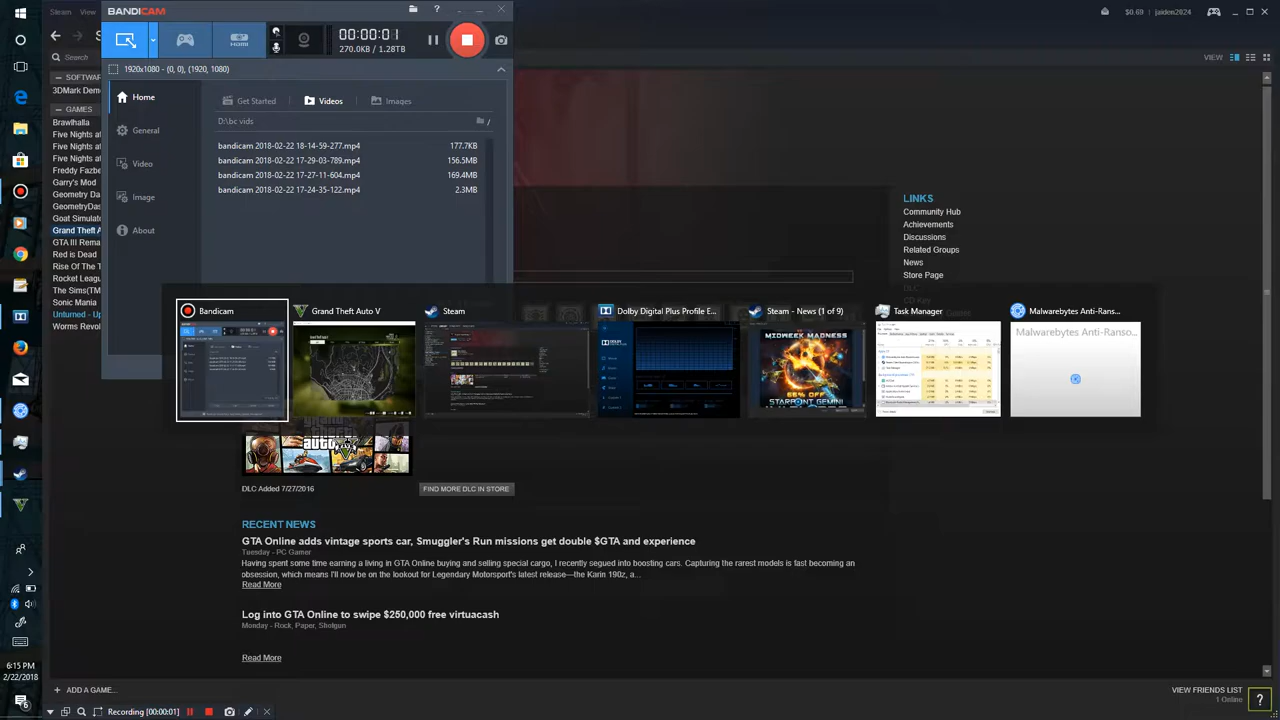 Steam View
$0.69 jaiden2024
BANDICAM
00:00:01
270.0KB / 1.28TB
HDMI
1920x1080 - (0, 0), (1920, 1080)
Search
VIEW
SOFTWAR
3DMark Demo
GAMES
Brawlhalla
Five Nights at
Five Nights at
Five Nights at
Freddy Fazbe
Garry's Mod
Geometry Da
GeometryDas
Goat Simulato
Grand Theft A
GTA III Rema
Red is Dead
Rise Of The T
Rocket Leagu
The Sims(TM
Sonic Mania
Unturned - Up
Worms Revol
Home
General
Video
Image
About
Get Started
Videos
Images
D:\bc vids
bandicam 2018-02-22 18-14-59-277.mp4 177.7KB
bandicam 2018-02-22 17-29-03-789.mp4 156.5MB
bandicam 2018-02-22 17-27-11-604.mp4 169.4MB
bandicam 2018-02-22 17-24-35-122.mp4 2.3MB
LINKS
Community Hub
Achievements
Discussions
Related Groups
News
Store Page
DLC
CD Key
Bandicam
Grand Theft Auto V
Steam
Dolby Digital Plus Profile E...
Steam - News (1 of 9)
Task Manager
Malwarebytes Anti-Rans...
Malwarebytes Anti-Ranso...
MIDWEEK MADNESS
DLC Added 7/27/2016
FIND MORE DLC IN STORE
RECENT NEWS
GTA Online adds vintage sports car, Smuggler's Run missions get double $GTA and experience
Tuesday - PC Gamer
Having spent some time earning a living in GTA Online buying and selling special cargo, I recently segued into boosting cars. Capturing the rarest models is fast becoming an
obsession, which means I'll now be on the lookout for Legendary Motorsport's latest release—the Karin 190z, a...
Read More
Log into GTA Online to swipe $250,000 free virtuacash
Monday - Rock, Paper, Shotgun
Read More
6:15 PM
2/22/2018
6
ADD A GAME...
VIEW FRIENDS LIST
1 Online
?
Recording [00:00:01]